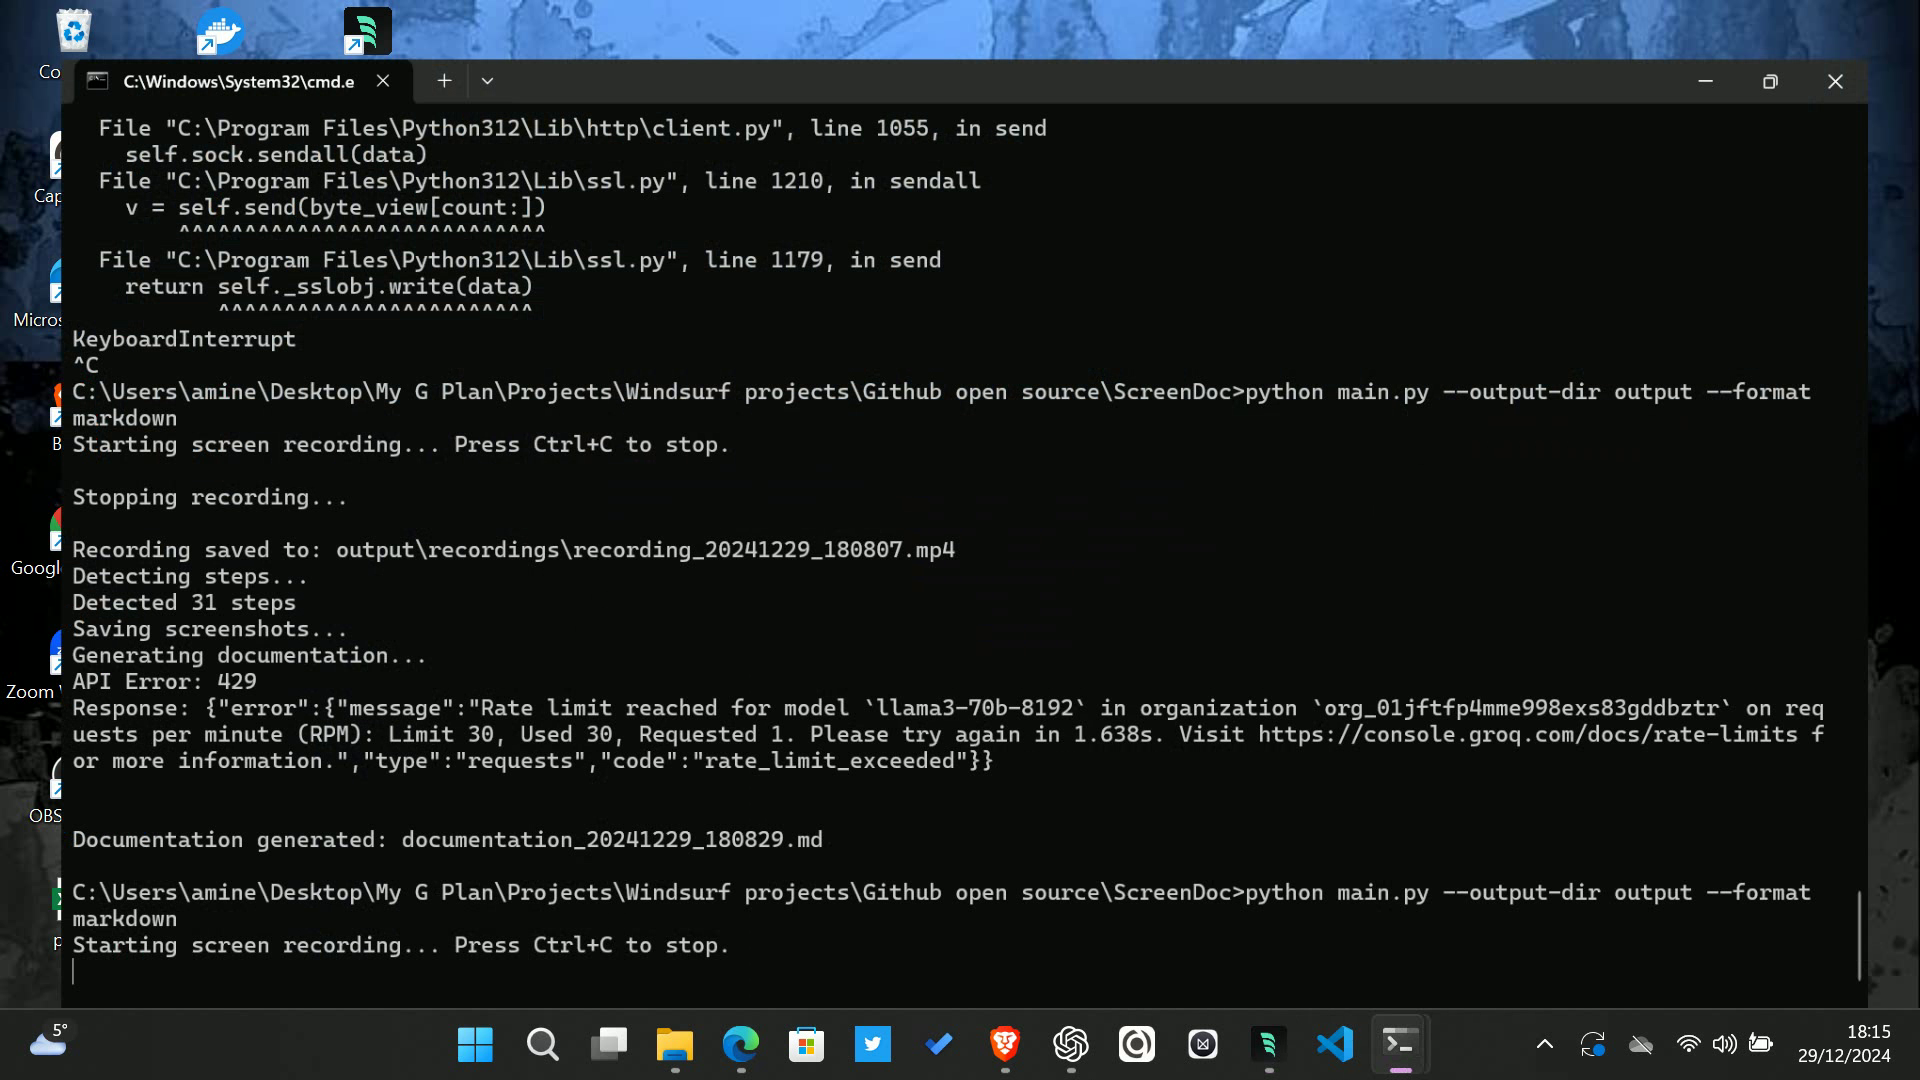 C:\Windows\System32\cmd.e
Co
File "C:\Program Files\Python312\Lib\http\client.py", line 1055, in send
self.sock.sendall(data)
File "C:\Program Files\Python312\Lib\ssl.py", line 1210, in sendall
Cap
v = self.send(byte_view[count:])
^^^^^^^^^^^^^^^^^^^^^^^^^^^^
File "C:\Program Files\Python312\Lib\ssl.py", line 1179, in send
return self._sslobj.write(data)
^^^^^^^^^^^^^^^^^^^^^^^^
Micros
KeyboardInterrupt
^C
C:\Users\amine\Desktop\My G Plan\Projects\Windsurf projects\Github open source\ScreenDoc>python main.py --output-dir output --format
markdown
B
Starting screen recording... Press Ctrl+C to stop.
Stopping recording...
Recording saved to: output\recordings\recording_20241229_180807.mp4
Googl
Detecting steps...
Detected 31 steps
Saving screenshots...
Generating documentation...
API Error: 429
Zoom
Response: {"error":{"message":"Rate limit reached for model `llama3-70b-8192` in organization `org_01jftfp4mme998exs83gddbztr` on req
uests per minute (RPM): Limit 30, Used 30, Requested 1. Please try again in 1.638s. Visit https://console.groq.com/docs/rate-limits f
or more information.","type":"requests","code":"rate_limit_exceeded"}}
OBS
Documentation generated: documentation_20241229_180829.md
C:\Users\amine\Desktop\My G Plan\Projects\Windsurf projects\Github open source\ScreenDoc>python main.py --output-dir output --format
markdown
p
Starting screen recording... Press Ctrl+C to stop.
5°
18:15
29/12/2024